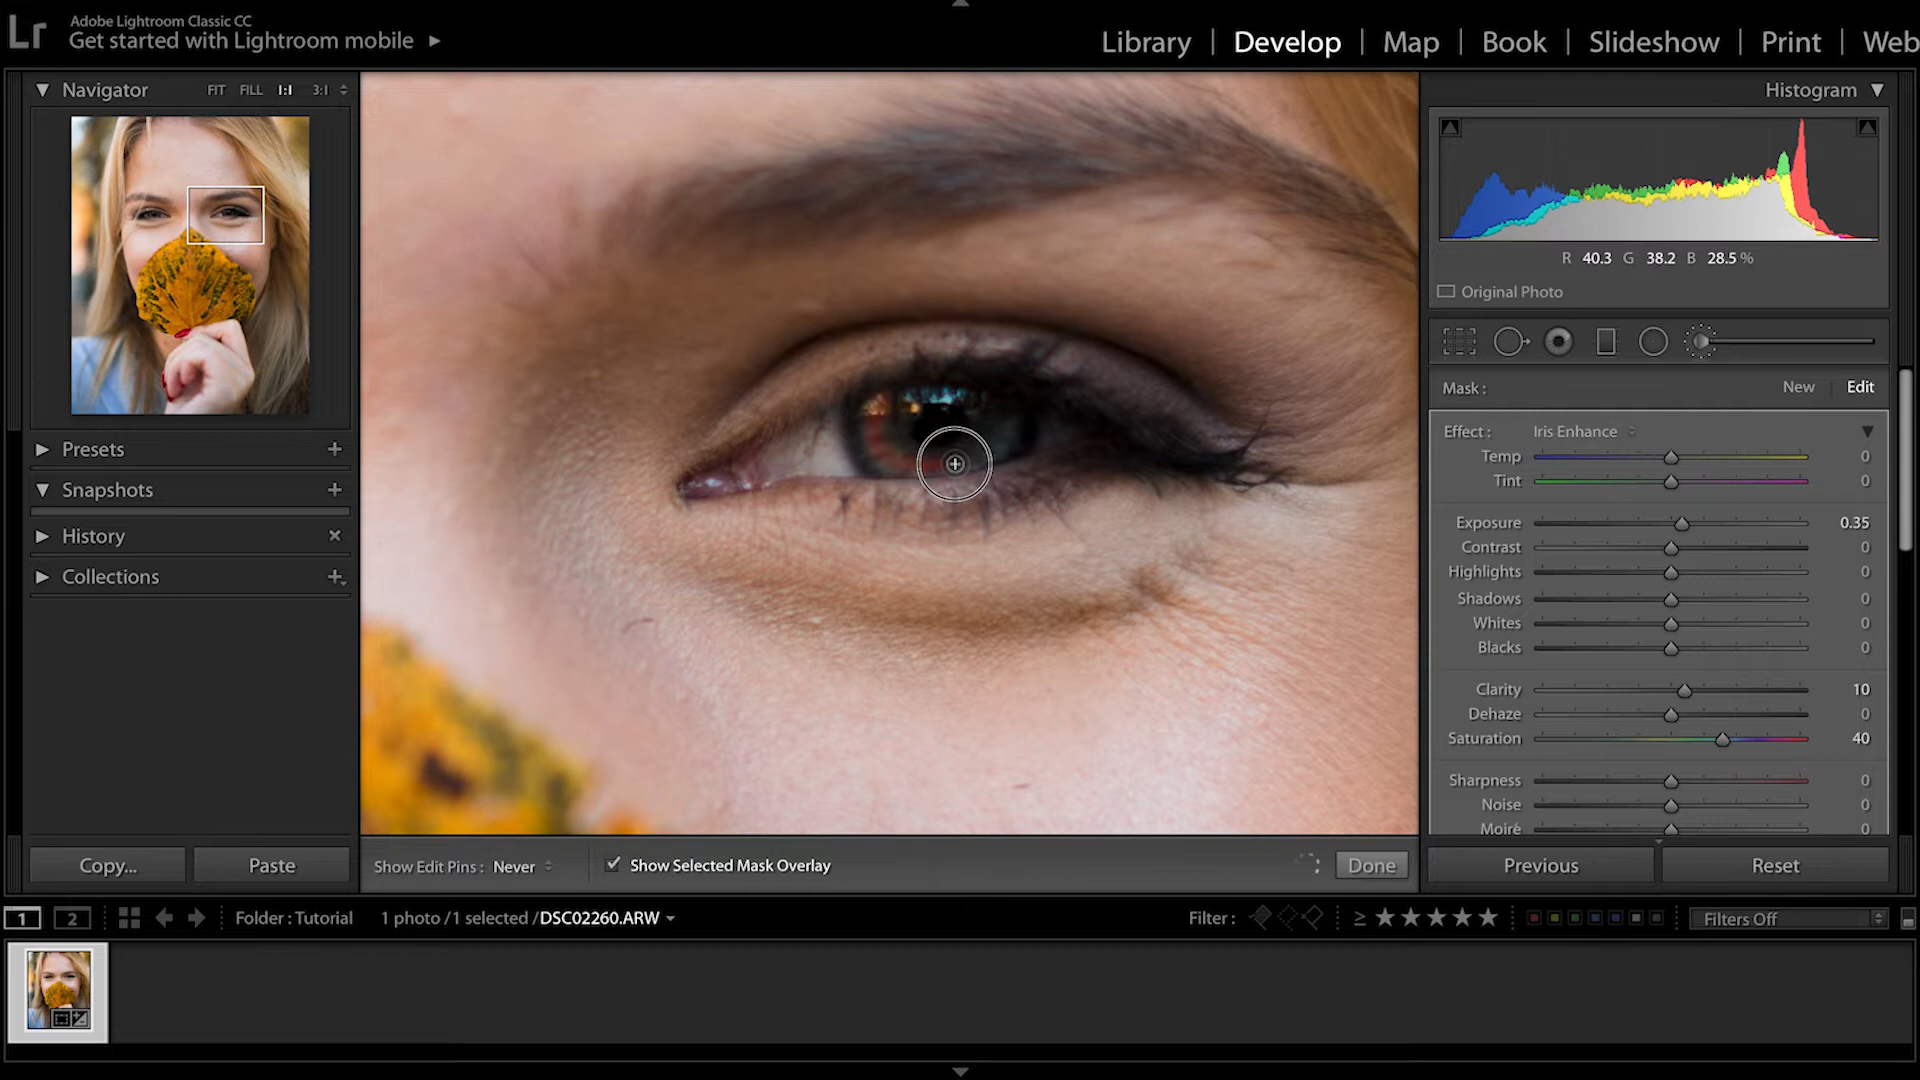 Lr
Adobe Lightroom Classic CC
Get started with Lightroom mobile
Library | Develop | Map | Book | Slideshow | Print | Web
Navigator FIT FILL 1:1 3:1
Presets
Snapshots
History
Collections
Copy... Paste
Show Edit Pins : Never Show Selected Mask Overlay Done
Histogram
R 40.3 G 38.2 B 28.5 %
Original Photo
Mask : New Edit
Effect : Iris Enhance
Temp 0
Tint 0
Exposure 0.35
Contrast 0
Highlights 0
Shadows 0
Whites 0
Blacks 0
Clarity 10
Dehaze 0
Saturation 40
Sharpness 0
Noise 0
Moiré 0
Previous Reset
1 2 Folder : Tutorial 1 photo /1 selected /DSC02260.ARW Filter : ≥ ★★★★★ Filters Off